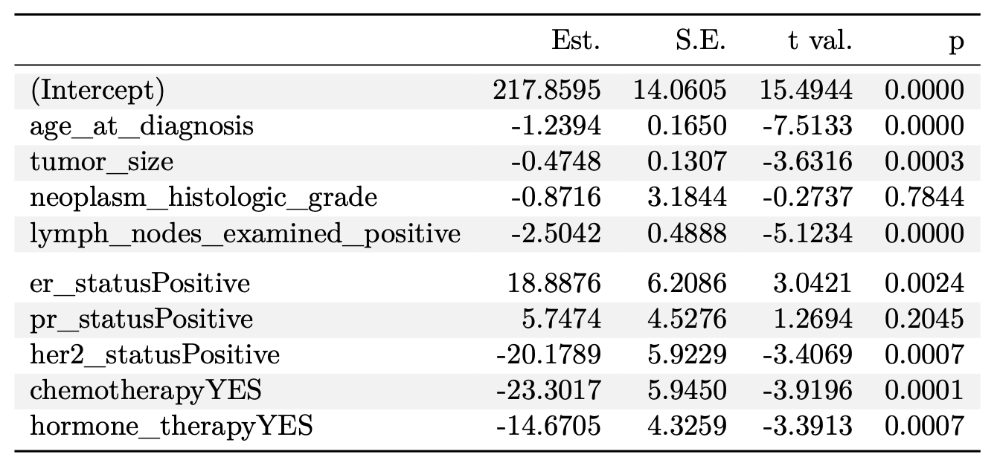 Est. S.E. t val. p
(Intercept) 217.8595 14.0605 15.4944 0.0000
age_at_diagnosis -1.2394 0.1650 -7.5133 0.0000
tumor_size -0.4748 0.1307 -3.6316 0.0003
neoplasm_histologic_grade -0.8716 3.1844 -0.2737 0.7844
lymph_nodes_examined_positive -2.5042 0.4888 -5.1234 0.0000
er_statusPositive 18.8876 6.2086 3.0421 0.0024
pr_statusPositive 5.7474 4.5276 1.2694 0.2045
her2_statusPositive -20.1789 5.9229 -3.4069 0.0007
chemotherapyYES -23.3017 5.9450 -3.9196 0.0001
hormone_therapyYES -14.6705 4.3259 -3.3913 0.0007